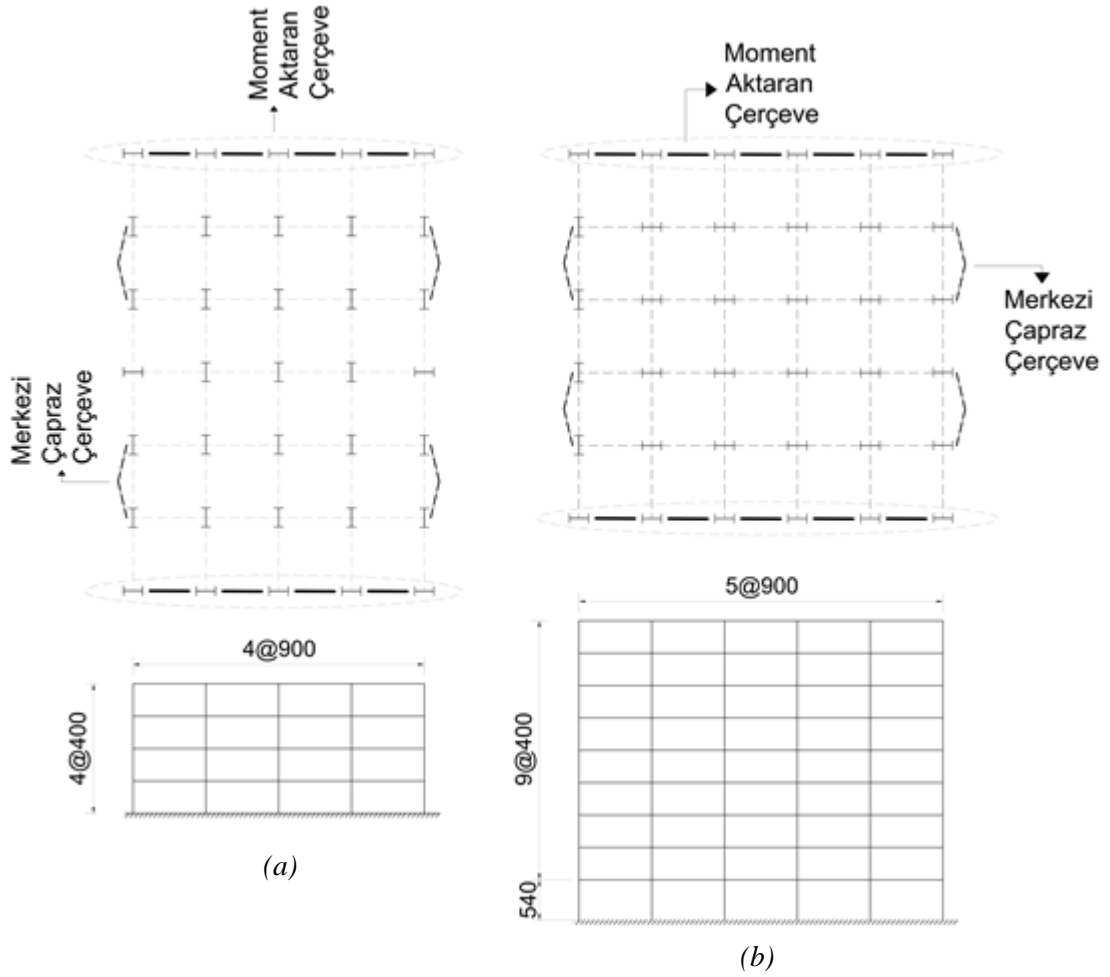 Moment
Aktaran
Çerçeve
Merkezi
Çapraz
Çerçeve
4@900
4@400
(a)
Moment
Aktaran
Çerçeve
Merkezi
Çapraz
Çerçeve
5@900
9@400
540
(b)